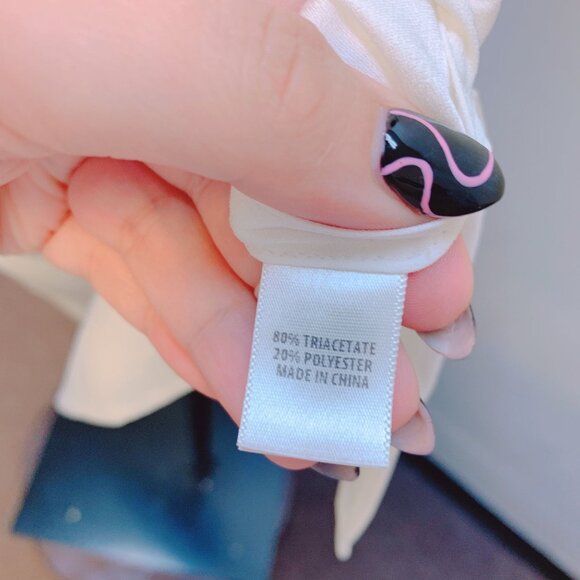 80% TRIACETATE
20% POLYESTER
MADE IN CHINA